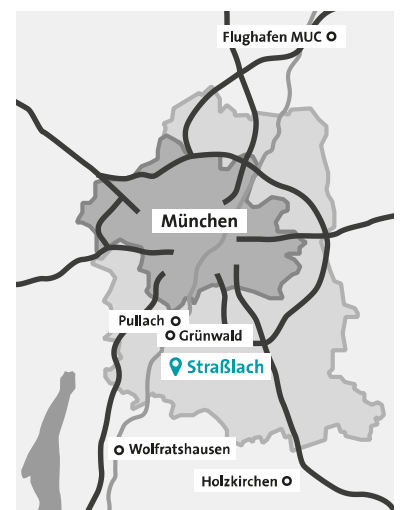 Flughafen MUC
München
Pullach
Grünwald
Straßlach
Wolfratshausen
Holzkirchen